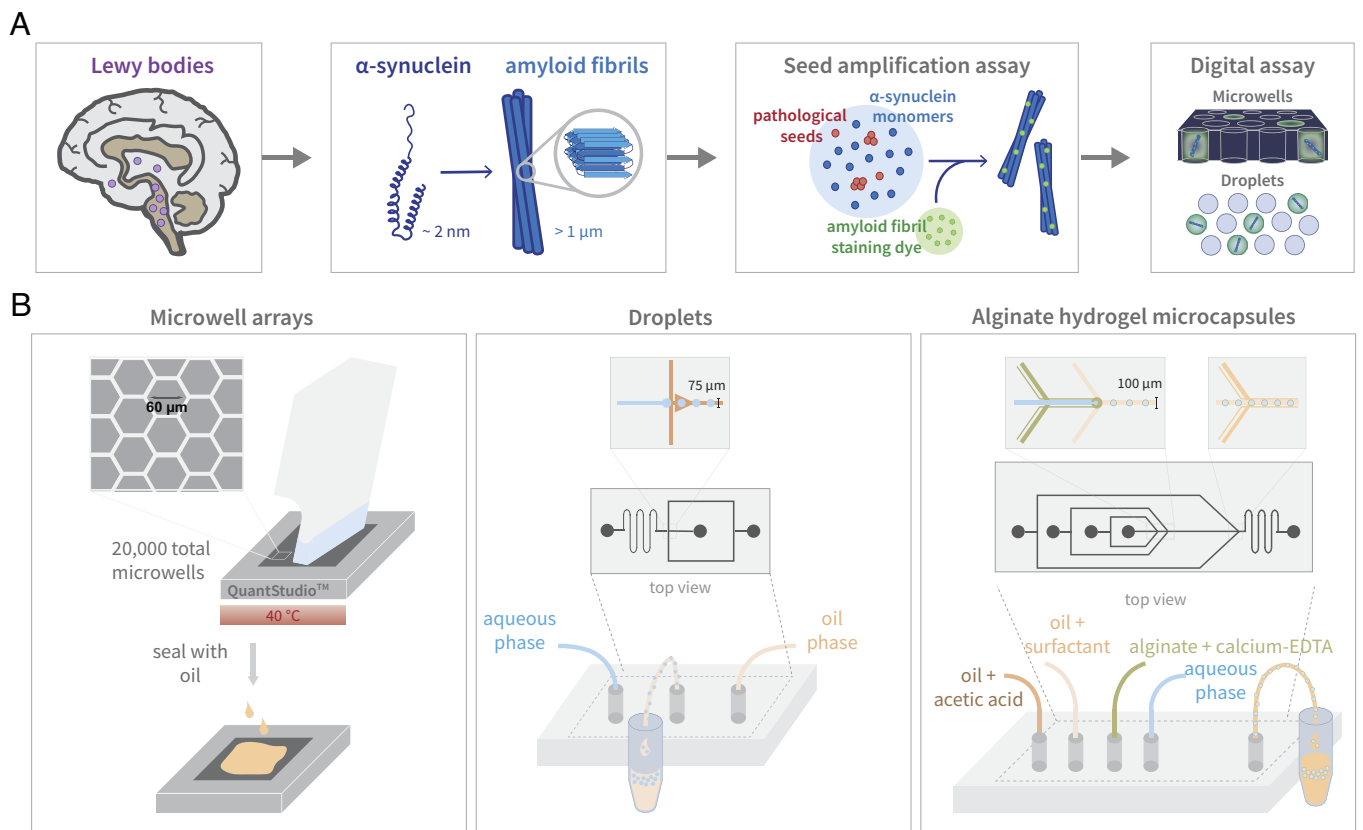 A
Lewy bodies
α-synuclein
amyloid fibrils
~ 2 nm
> 1 µm
Seed amplification assay
pathological
seeds
α-synuclein
monomers
amyloid fibril
staining dye
Digital assay
Microwells
Droplets
B
Microwell arrays
60 µm
20,000 total
microwells
QuantStudio™
40 °C
seal with
oil
Droplets
75 µm
top view
aqueous
phase
oil
phase
Alginate hydrogel microcapsules
100 µm
top view
oil +
acetic acid
oil +
surfactant
alginate + calcium-EDTA
aqueous
phase